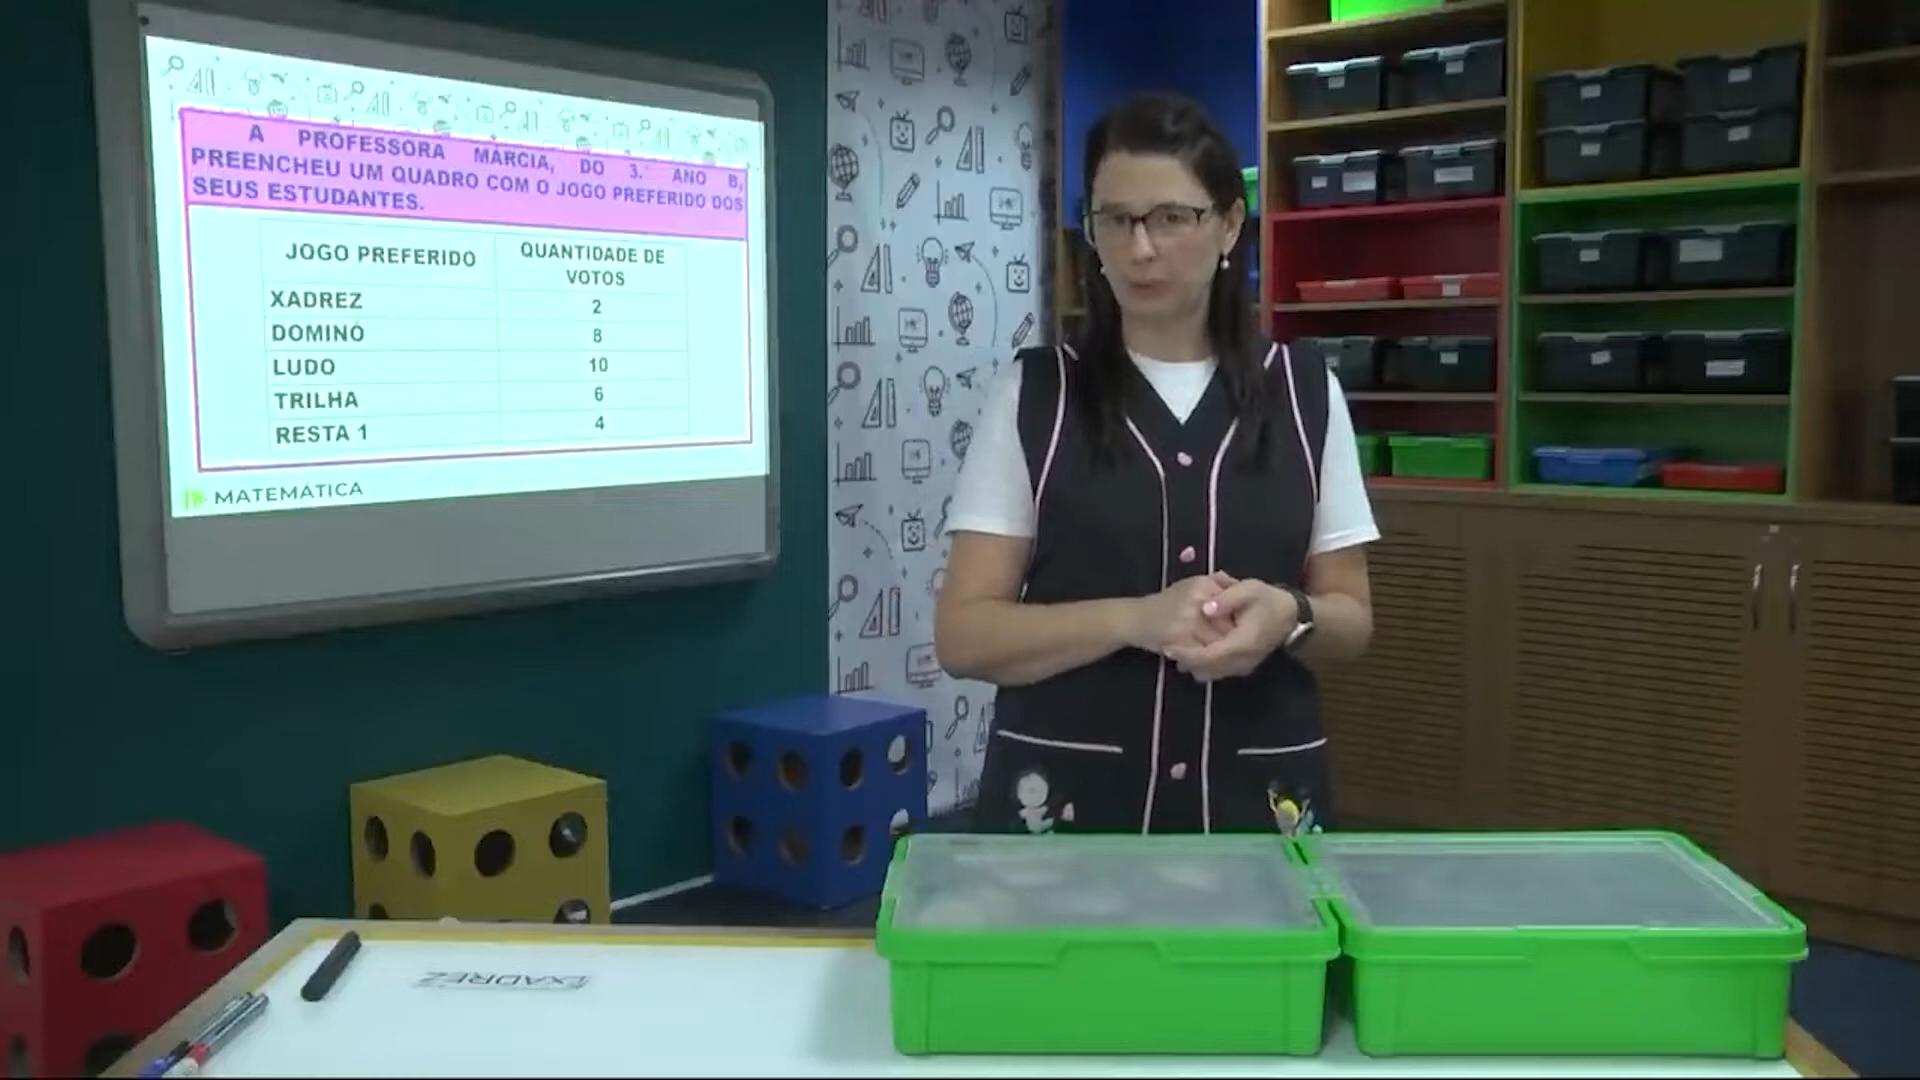 A PROFESSORA MÁRCIA, DO 3.º ANO B,
PREENCHEU UM QUADRO COM O JOGO PREFERIDO DOS
SEUS ESTUDANTES.
JOGO PREFERIDO
QUANTIDADE DE
VOTOS
XADREZ 2
DOMINÓ 8
LUDO 10
TRILHA 6
RESTA 1 4
MATEMÁTICA
XADREZ